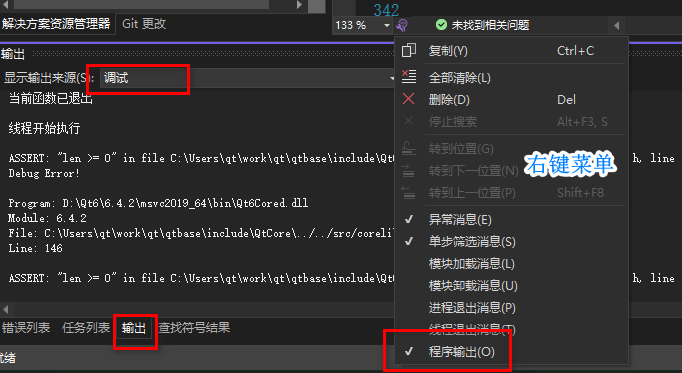 342
解决方案资源管理器 Git 更改
133 % 未找到相关问题
输出
显示输出来源(S): 调试
当前函数已退出
线程开始执行
ASSERT: "len >= 0" in file C:\Users\qt\work\qt\qtbase\include\Qt h, line
Debug Error!
Program: D:\Qt6\6.4.2\msvc2019_64\bin\Qt6Cored.dll
Module: 6.4.2
File: C:\Users\qt\work\qt\qtbase\include\QtCore\../../src/coreli
Line: 146
ASSERT: "len >= 0" in file C:\Users\qt\work\qt\qtbase\include\Qt h, line
复制(Y) Ctrl+C
全部清除(L)
删除(D) Del
停止搜索 Alt+F3, S
转到位置(G)
转到下一位置(N)
转到上一位置(P) Shift+F8
右键菜单
异常消息(E)
单步筛选消息(S)
模块加载消息(L)
模块卸载消息(U)
进程退出消息(P)
线程退出消息(T)
程序输出(O)
错误列表 任务列表 输出 查找符号结果
就绪